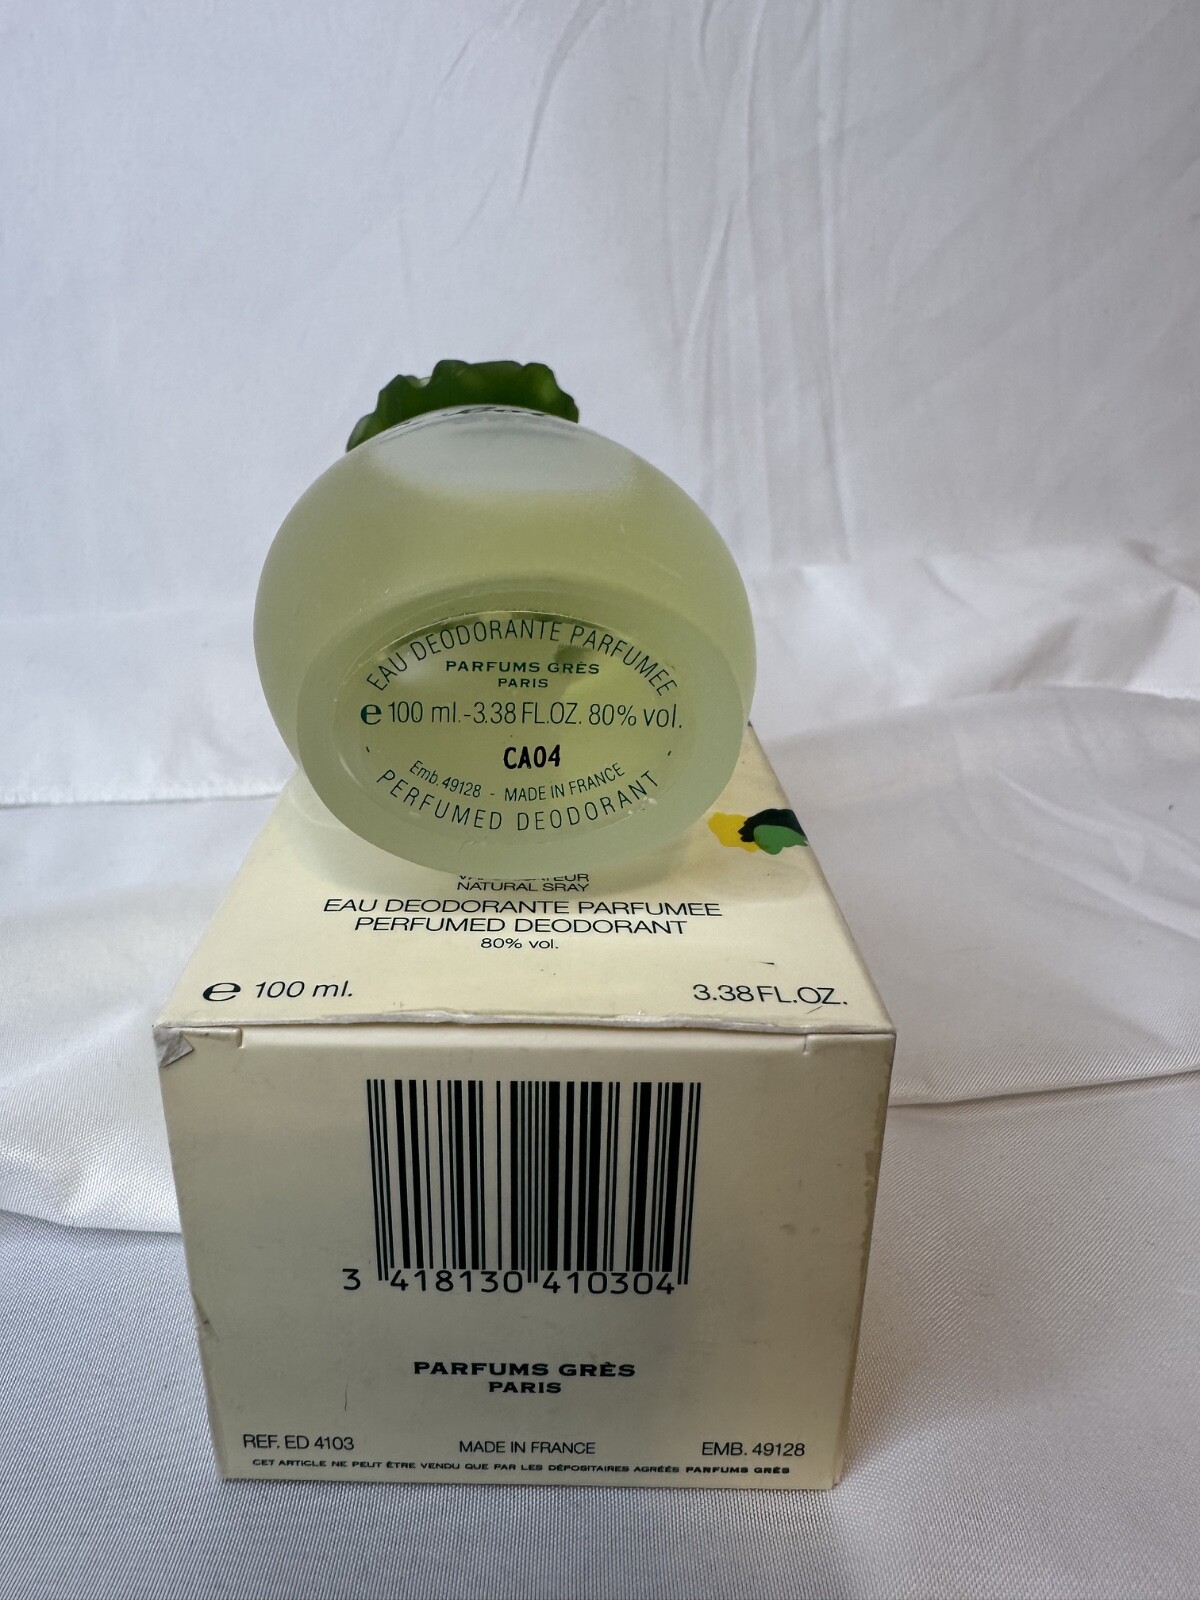 EAU DEODORANTE PARFUMEE
PARFUMS GRÈS
PARIS
e 100 ml.-3.38 FL.OZ. 80% vol.
CA04
Emb. 49128 - MADE IN FRANCE
PERFUMED DEODORANT
NATURAL SRAY
EAU DEODORANTE PARFUMEE
PERFUMED DEODORANT
80% vol.
e 100 ml. 3.38 FL.OZ.
3 418130 410304
PARFUMS GRÈS
PARIS
REF. ED 4103 MADE IN FRANCE EMB. 49128
CET ARTICLE NE PEUT ÊTRE VENDU QUE PAR LES DÉPOSITAIRES AGRÉÉS PARFUMS GRÈS